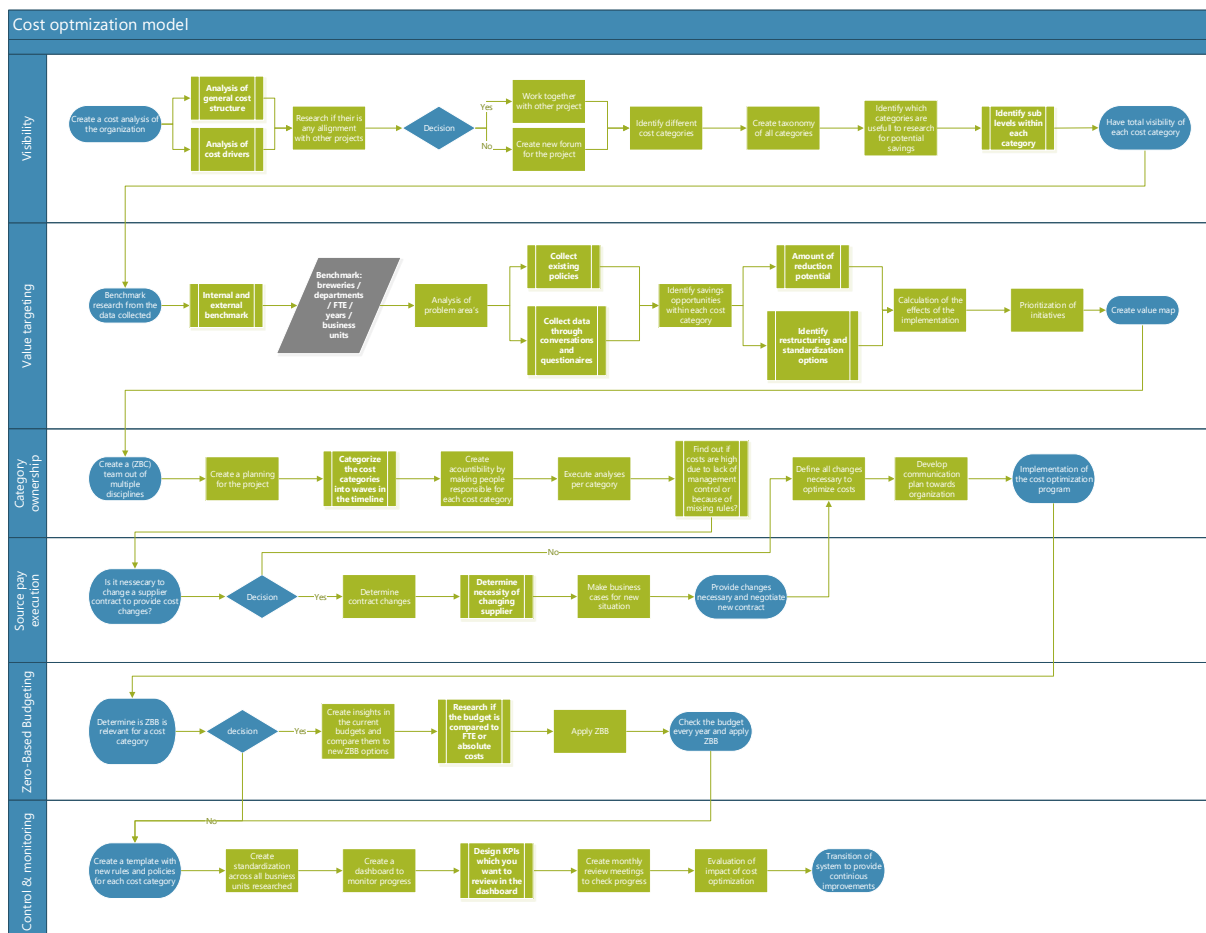 Cost optmization model
Visibility
Create a cost analysis of
the organization
Analysis of
general cost
structure
Analysis of
cost drivers
Research if their is
any allignment
with other projects
Decision
Yes
No
Work together
with other project
Create new forum
for the project
Identify different
cost categories
Create taxonomy
of all categories
Identify which
categories are
usefull to research
for potential
savings
Identify sub
levels within
each
category
Have total visibility of
each cost category
Value targeting
Benchmark
research from the
data collected
Internal and
external
benchmark
Benchmark:
breweries /
departments
/ FTE /
years /
business
units
Analysis of
problem area's
Collect
existing
policies
Collect data
through
conversations
and
questionaires
Identify savings
opportunities
within each cost
category
Amount of
reduction
potential
Identify
restructuring and
standardization
options
Calculation of the
effects of the
implementation
Prioritization of
initiatives
Create value map
Category
ownership
Create a (ZBC)
team out of
multiple
disciplines
Create a planning
for the project
Categorize the
cost
categories
into waves in
the timeline
Create
acountibility by
making people
responsible for
each cost category
Execute analyses
per category
Find out if
costs are high
due to lack of
management
control or
because of
missing rules?
Define all changes
necessary to
optimize costs
Develop
communication
plan towards
organization
Implementation of
the cost optimization
program
Source pay
execution
Is it nessecary to
change a supplier
contract to provide cost
changes?
Decision
No
Yes
Determine
contract changes
Determine
necessity of
changing
supplier
Make business
cases for new
situation
Provide changes
necessary and negotiate
new contract
Zero-Based Budgeting
Determine is ZBB is
relevant for a cost
category
decision
Yes
No
Create insights in
the current
budgets and
compare them to
new ZBB options
Research if
the budget is
compared to
FTE or
absolute
costs
Apply ZBB
Check the budget
every year and apply
ZBB
Control & monitoring
Create a template with
new rules and policies
for each cost category
Create
standardization
across all business
units researched
Create a
dashboard to
monitor progress
Design KPIs
which you
want to
review in the
dashboard
Create monthly
review meetings
to check progress
Evaluation of
impact of cost
optimization
Transition of
system to provide
continious
improvements